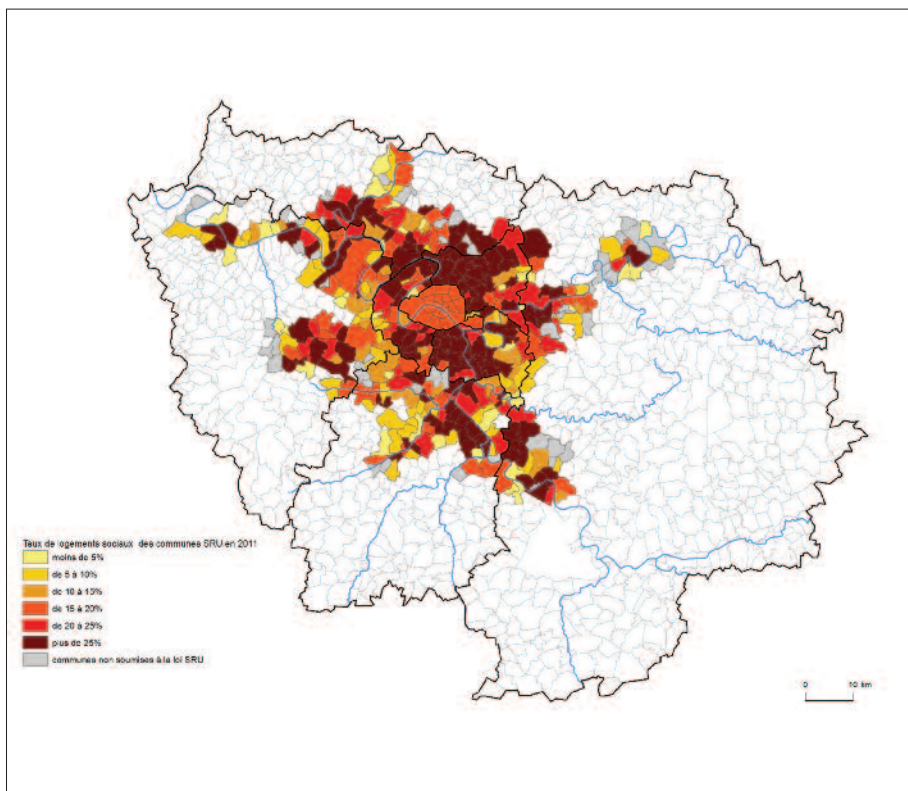 Taux de logements sociaux des communes SRU en 2011
moins de 5%
de 5 à 10%
de 10 à 15%
de 15 à 20%
de 20 à 25%
plus de 25%
communes non soumises à la loi SRU
0 10 km